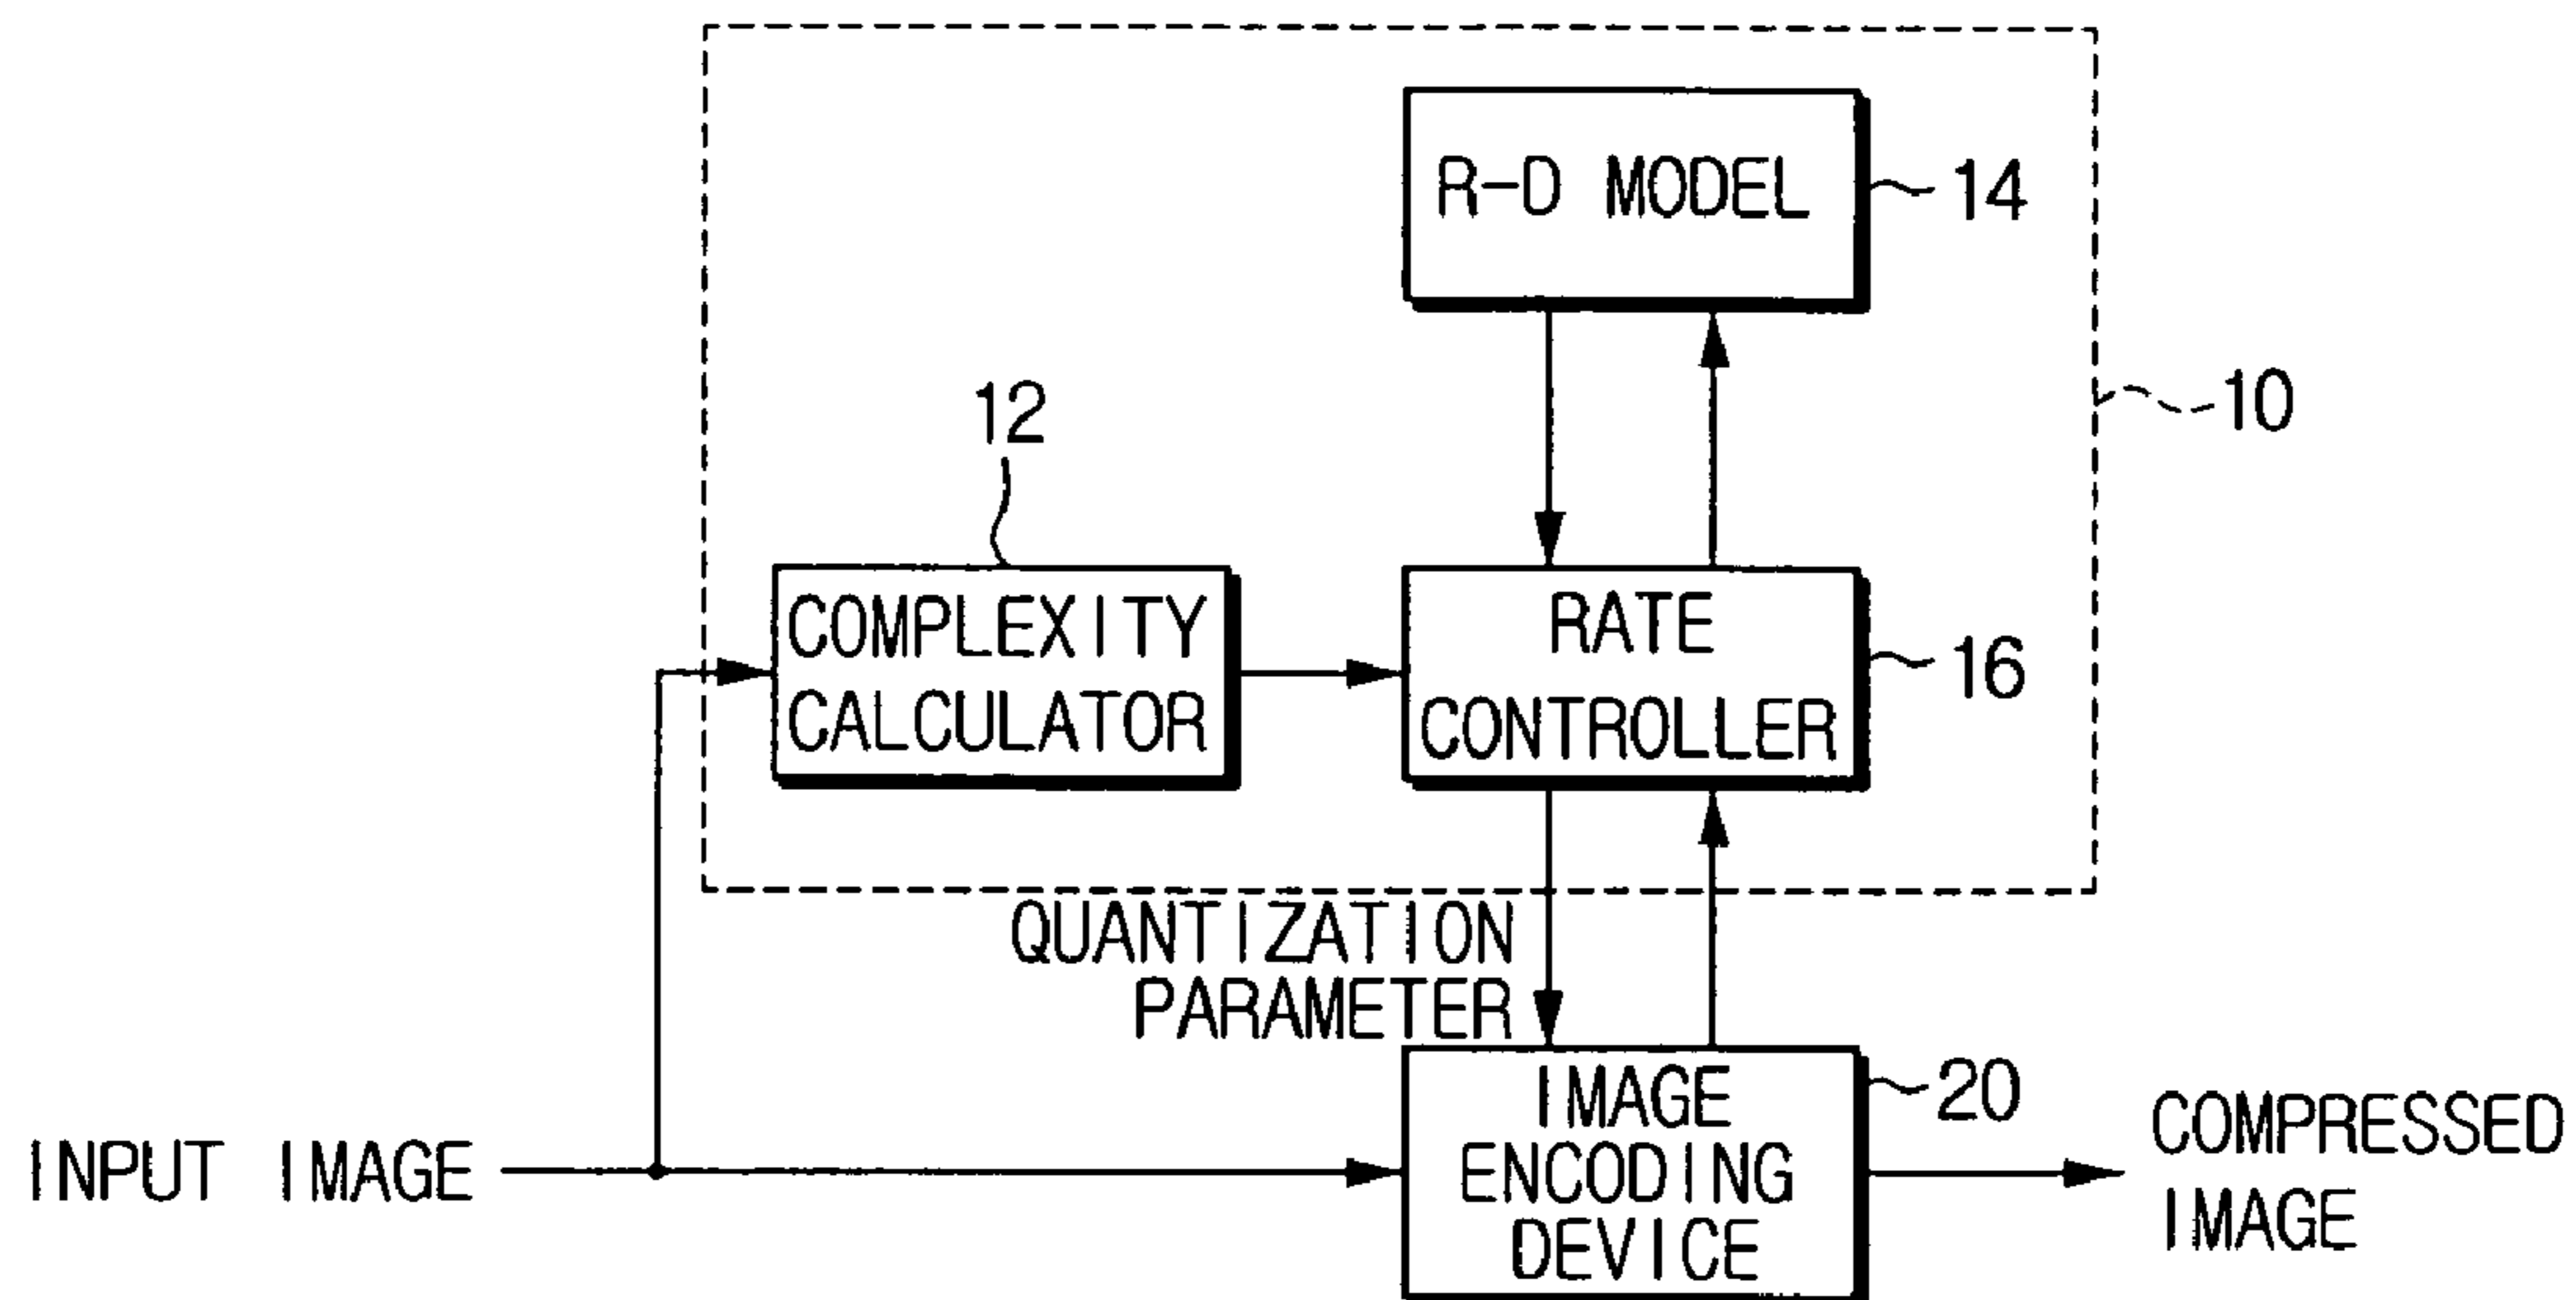 R-D MODEL
14
10
12
COMPLEXITY
CALCULATOR
RATE
CONTROLLER
16
QUANTIZATION
PARAMETER
INPUT IMAGE
IMAGE
ENCODING
DEVICE
20
COMPRESSED
IMAGE